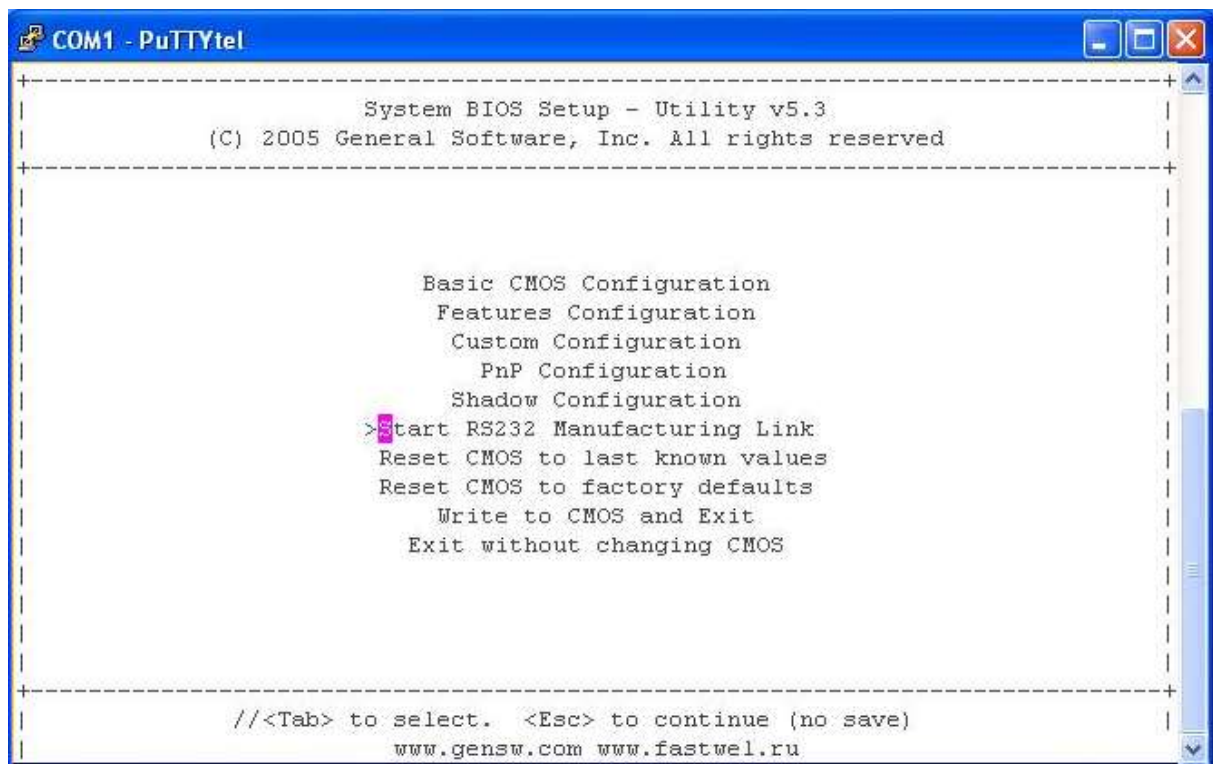 COM1 - PuTTYtel
System BIOS Setup - Utility v5.3
(C) 2005 General Software, Inc. All rights reserved
Basic CMOS Configuration
Features Configuration
Custom Configuration
PnP Configuration
Shadow Configuration
>Start RS232 Manufacturing Link
Reset CMOS to last known values
Reset CMOS to factory defaults
Write to CMOS and Exit
Exit without changing CMOS
//<Tab> to select. <Esc> to continue (no save)
www.gensw.com www.fastwel.ru